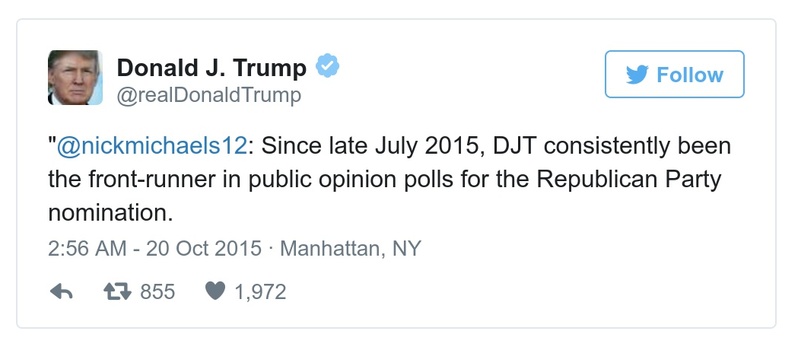 Donald J. Trump
@realDonaldTrump
Follow
"@nickmichaels12: Since late July 2015, DJT consistently been
the front-runner in public opinion polls for the Republican Party
nomination.
2:56 AM - 20 Oct 2015 · Manhattan, NY
855 1,972